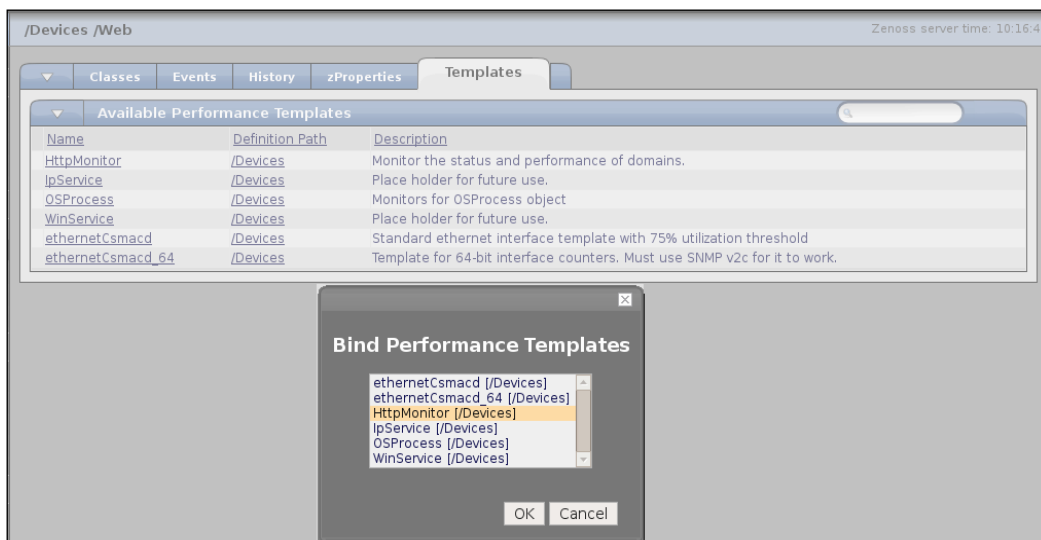 /Devices /Web Zenoss server time: 10:16:4
Classes Events History zProperties Templates
Available Performance Templates
Name Definition Path Description
HttpMonitor /Devices Monitor the status and performance of domains.
IpService /Devices Place holder for future use.
OSProcess /Devices Monitors for OSProcess object
WinService /Devices Place holder for future use.
ethernetCsmacd /Devices Standard ethernet interface template with 75% utilization threshold
ethernetCsmacd_64 /Devices Template for 64-bit interface counters. Must use SNMP v2c for it to work.
Bind Performance Templates
ethernetCsmacd [/Devices]
ethernetCsmacd_64 [/Devices]
HttpMonitor [/Devices]
IpService [/Devices]
OSProcess [/Devices]
WinService [/Devices]
OK Cancel